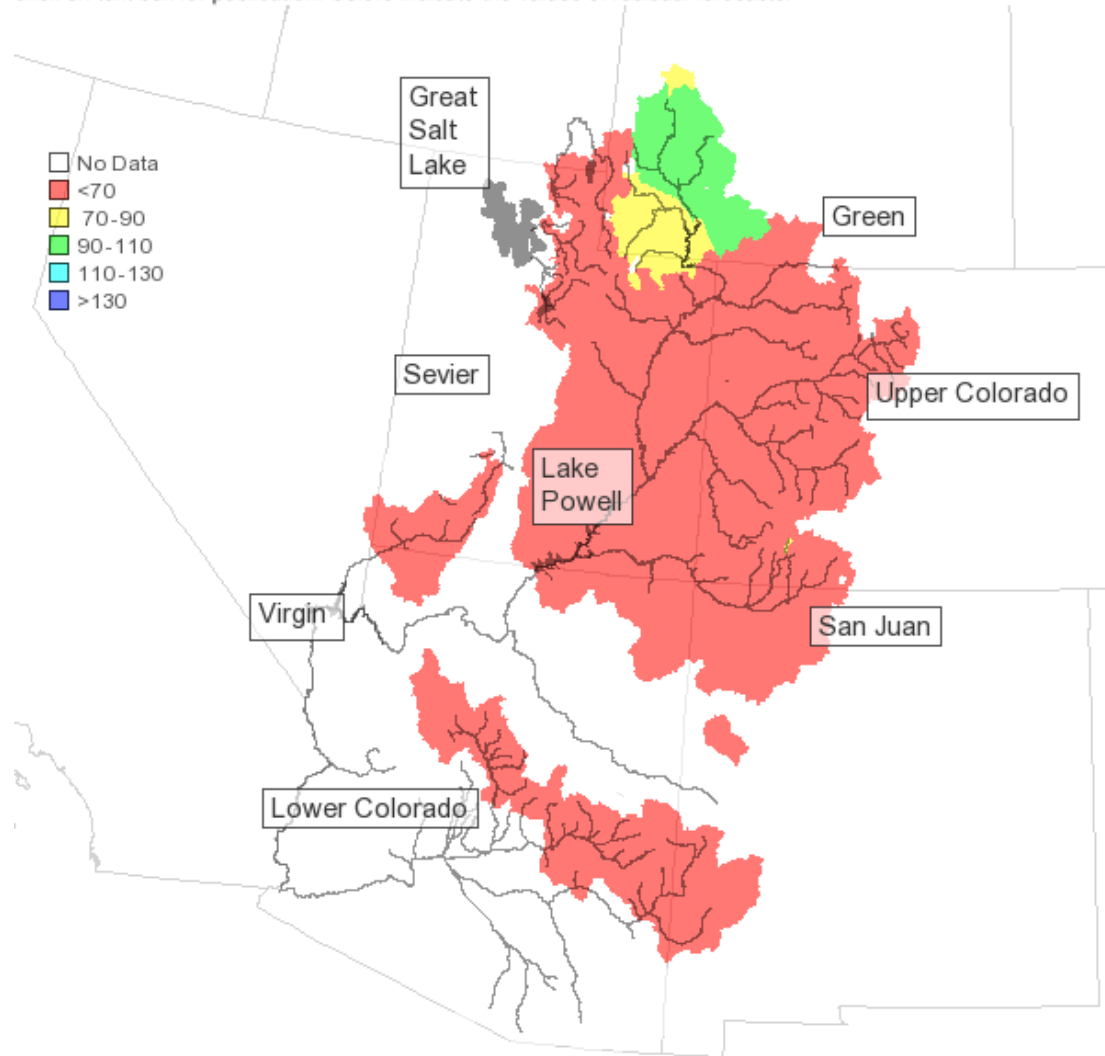 Great
Salt
Lake
No Data
<70
70-90
90-110
110-130
>130
Green
Sevier
Upper Colorado
Lake
Powell
Virgin
San Juan
Lower Colorado